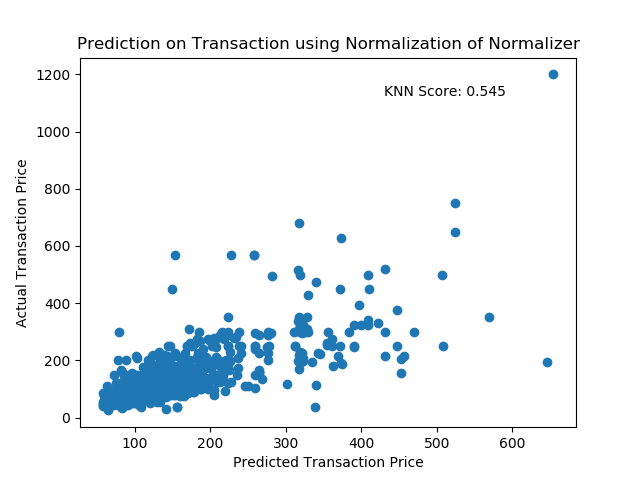 Prediction on Transaction using Normalization of Normalizer
KNN Score: 0.545
Actual Transaction Price
1200
1000
800
600
400
200
0
100 200 300 400 500 600
Predicted Transaction Price